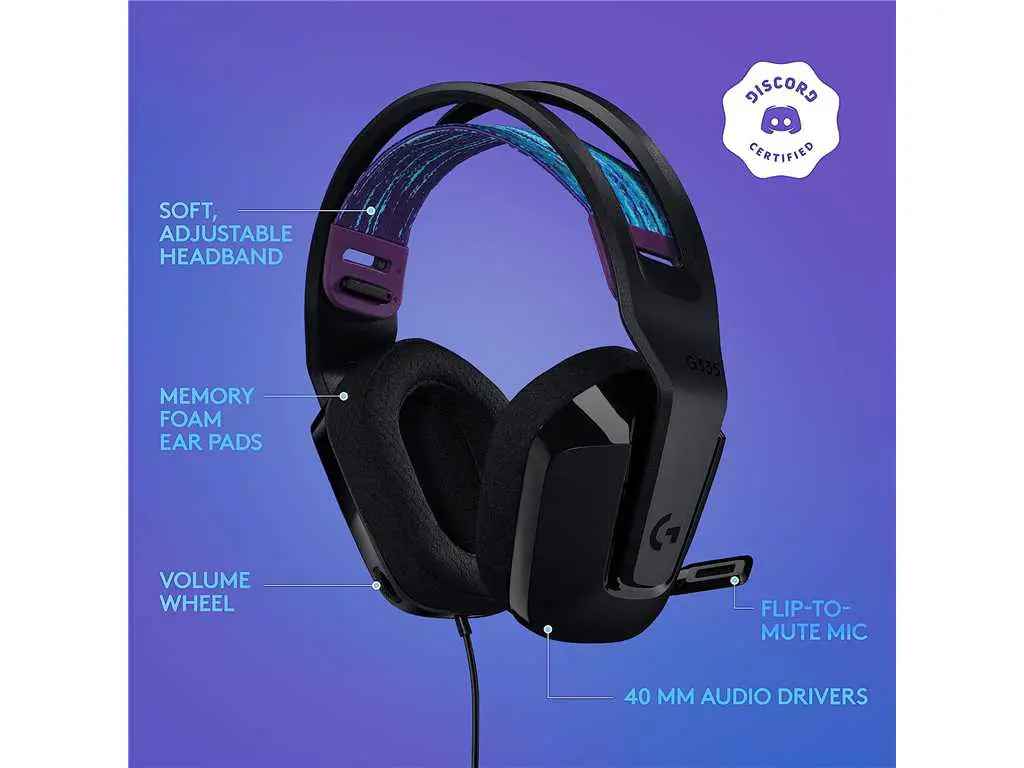 DISCORD
CERTIFIED
SOFT,
ADJUSTABLE
HEADBAND
G335
MEMORY
FOAM
EAR PADS
VOLUME
WHEEL
FLIP-TO-
MUTE MIC
40 MM AUDIO DRIVERS